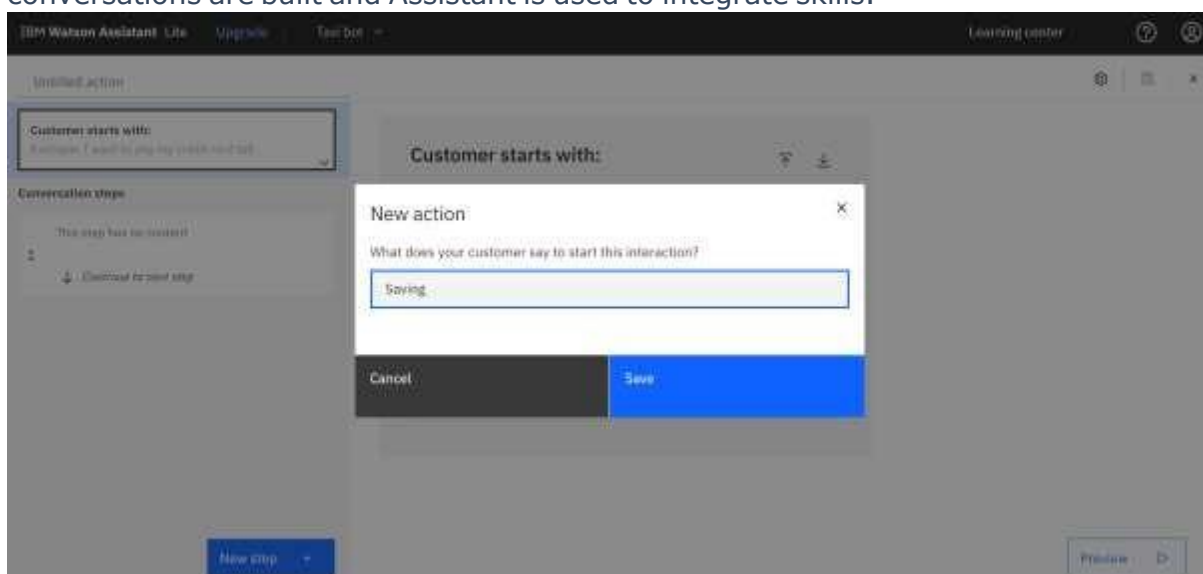 conversations are built and Assistant is used to integrate skills.
IBM Watson Assistant Lite Upgrade
Learning center
Untitled action
Customer starts with:
Customer starts with:
Conversation steps
This step has no content
Continue to next step
New action
What does your customer say to start this interaction?
Saving
Cancel
Save
New step
Preview